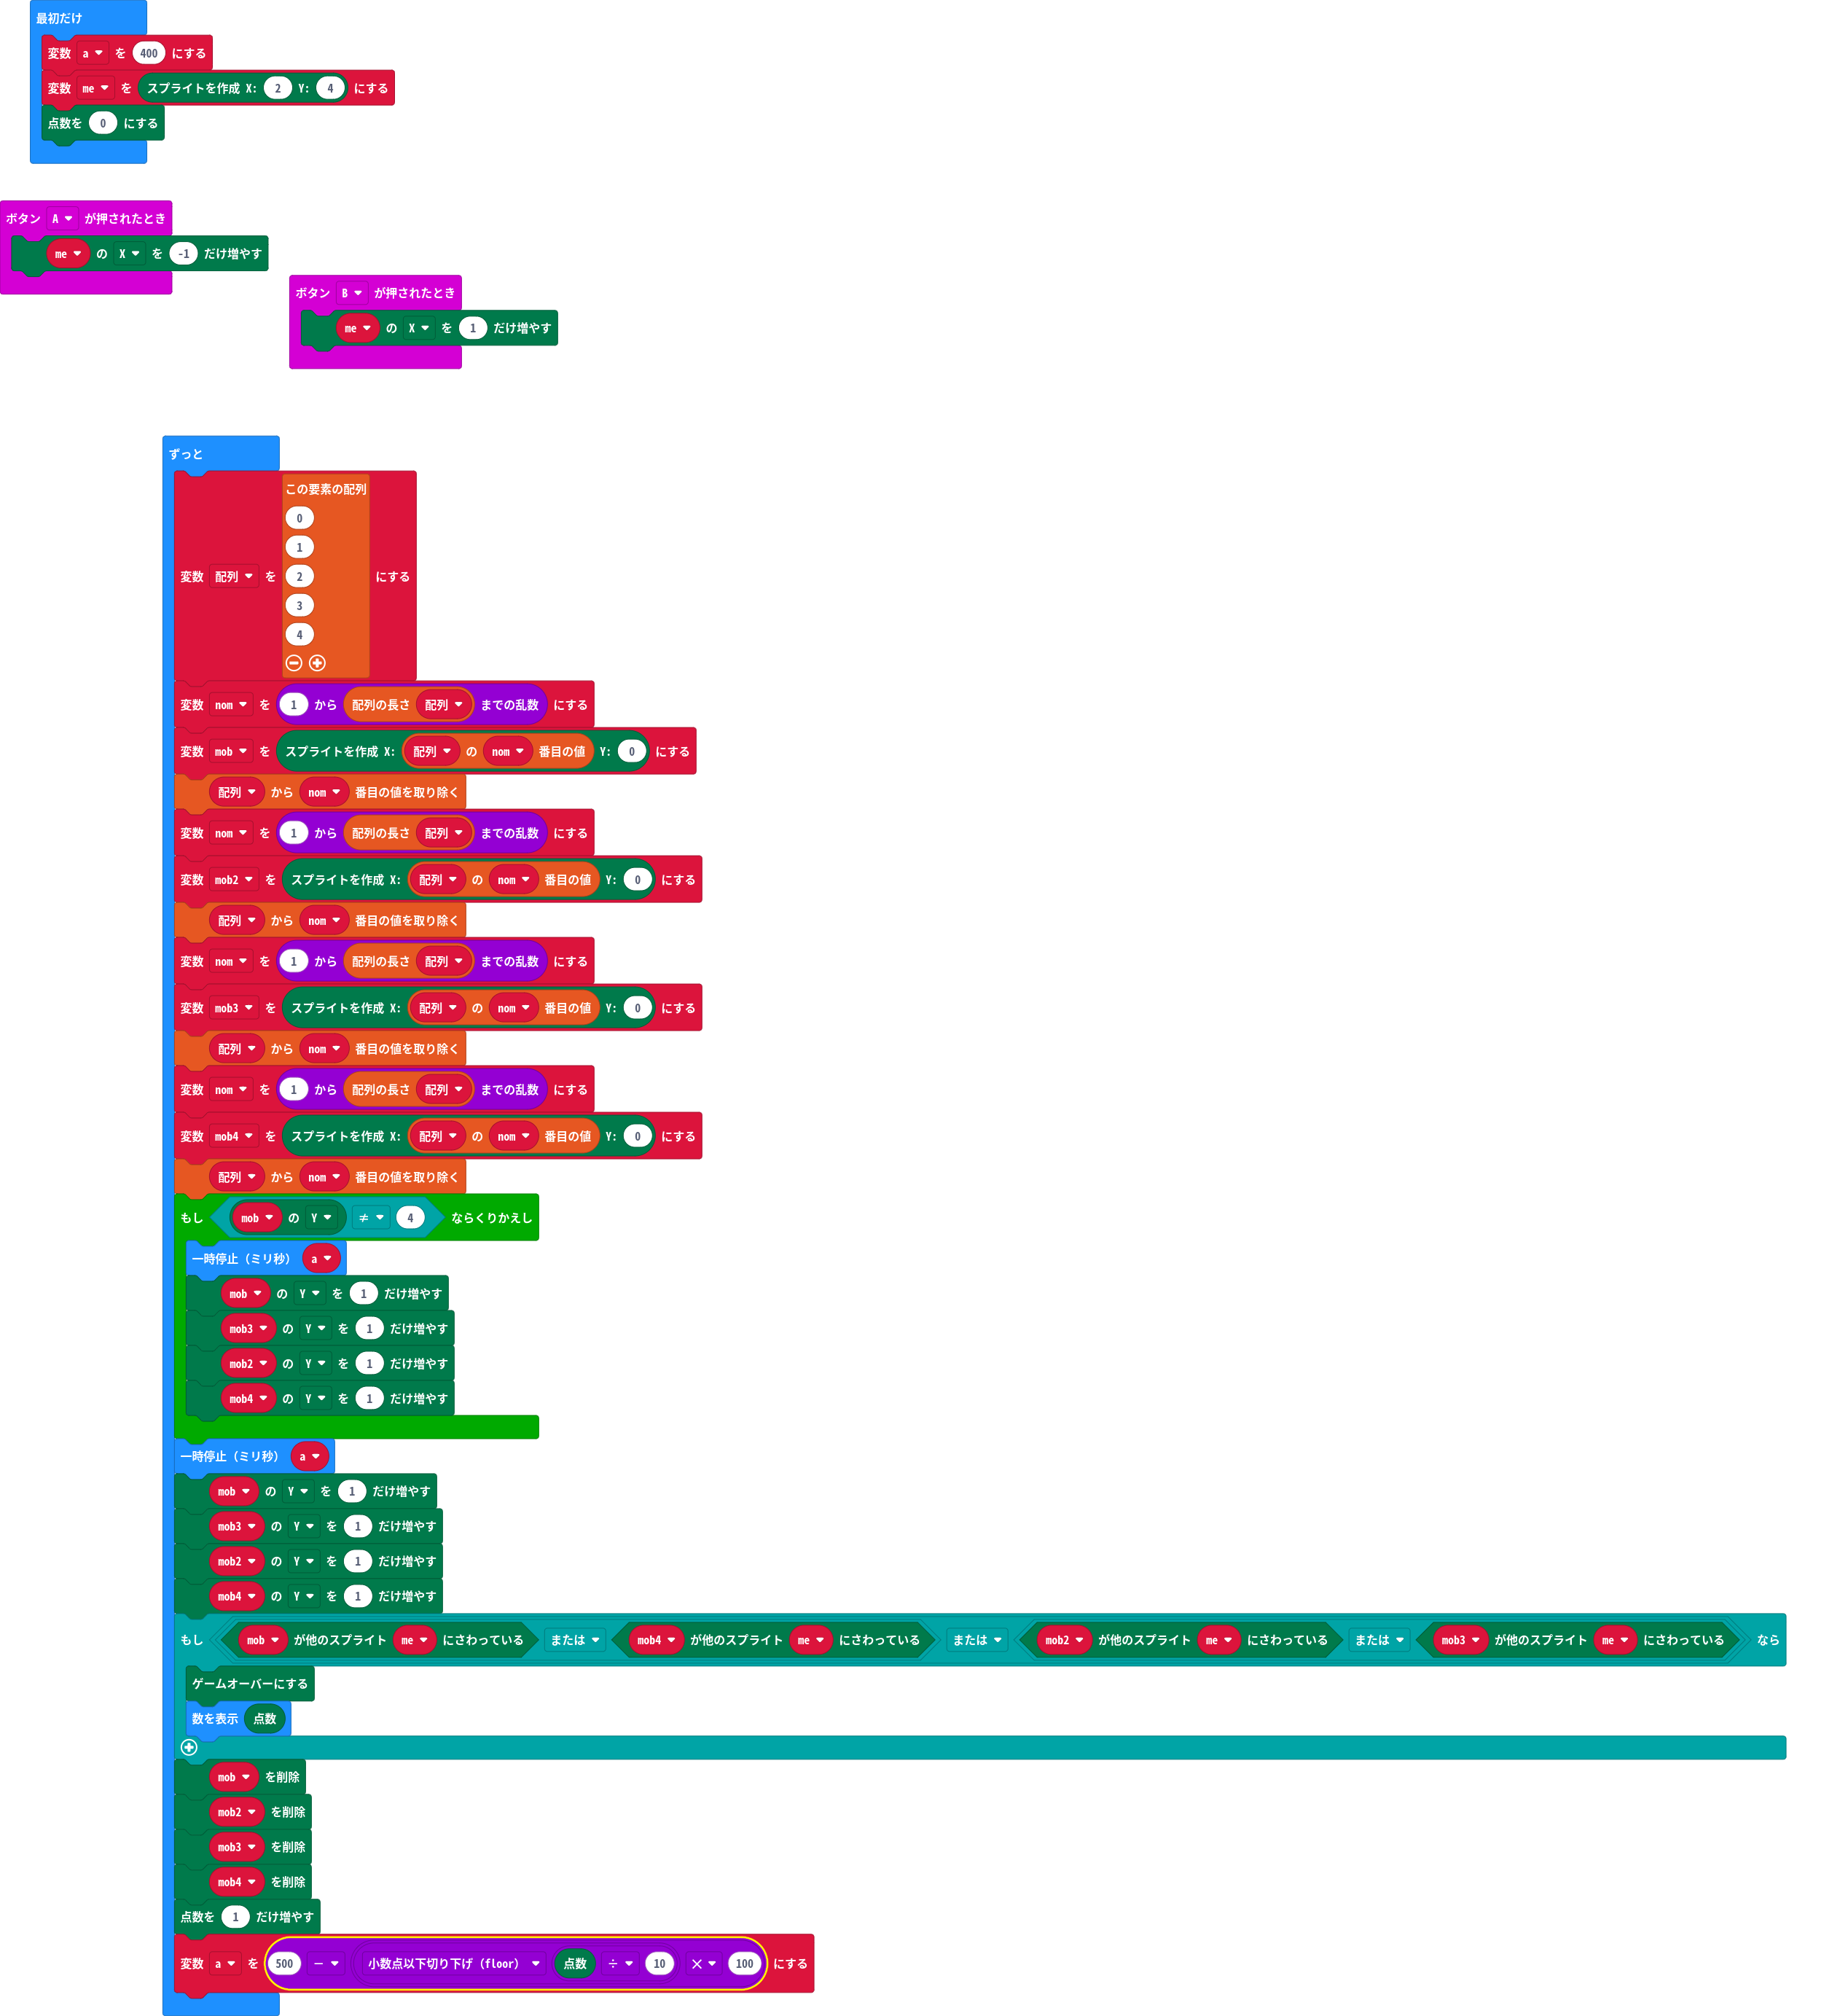 最初だけ
変数 a を 400 にする
変数 me を スプライトを作成 X: 2 Y: 4 にする
点数を 0 にする
ボタン A が押されたとき
me の X を -1 だけ増やす
ボタン B が押されたとき
me の X を 1 だけ増やす
ずっと
この要素の配列
0
1
変数 配列 を 2 にする
3
4
変数 nom を 1 から 配列の長さ 配列 までの乱数 にする
変数 mob を スプライトを作成 X: 配列 の nom 番目の値 Y: 0 にする
配列 から nom 番目の値を取り除く
変数 nom を 1 から 配列の長さ 配列 までの乱数 にする
変数 mob2 を スプライトを作成 X: 配列 の nom 番目の値 Y: 0 にする
配列 から nom 番目の値を取り除く
変数 nom を 1 から 配列の長さ 配列 までの乱数 にする
変数 mob3 を スプライトを作成 X: 配列 の nom 番目の値 Y: 0 にする
配列 から nom 番目の値を取り除く
変数 nom を 1 から 配列の長さ 配列 までの乱数 にする
変数 mob4 を スプライトを作成 X: 配列 の nom 番目の値 Y: 0 にする
配列 から nom 番目の値を取り除く
もし mob の Y ≠ 4 ならくりかえし
一時停止（ミリ秒） a
mob の Y を 1 だけ増やす
mob3 の Y を 1 だけ増やす
mob2 の Y を 1 だけ増やす
mob4 の Y を 1 だけ増やす
一時停止（ミリ秒） a
mob の Y を 1 だけ増やす
mob3 の Y を 1 だけ増やす
mob2 の Y を 1 だけ増やす
mob4 の Y を 1 だけ増やす
もし mob が他のスプライト me にさわっている または mob4 が他のスプライト me にさわっている または mob2 が他のスプライト me にさわっている または mob3 が他のスプライト me にさわっている なら
ゲームオーバーにする
数を表示 点数
mob を削除
mob2 を削除
mob3 を削除
mob4 を削除
点数を 1 だけ増やす
変数 a を 500 − 小数点以下切り下げ（floor） 点数 ÷ 10 × 100 にする